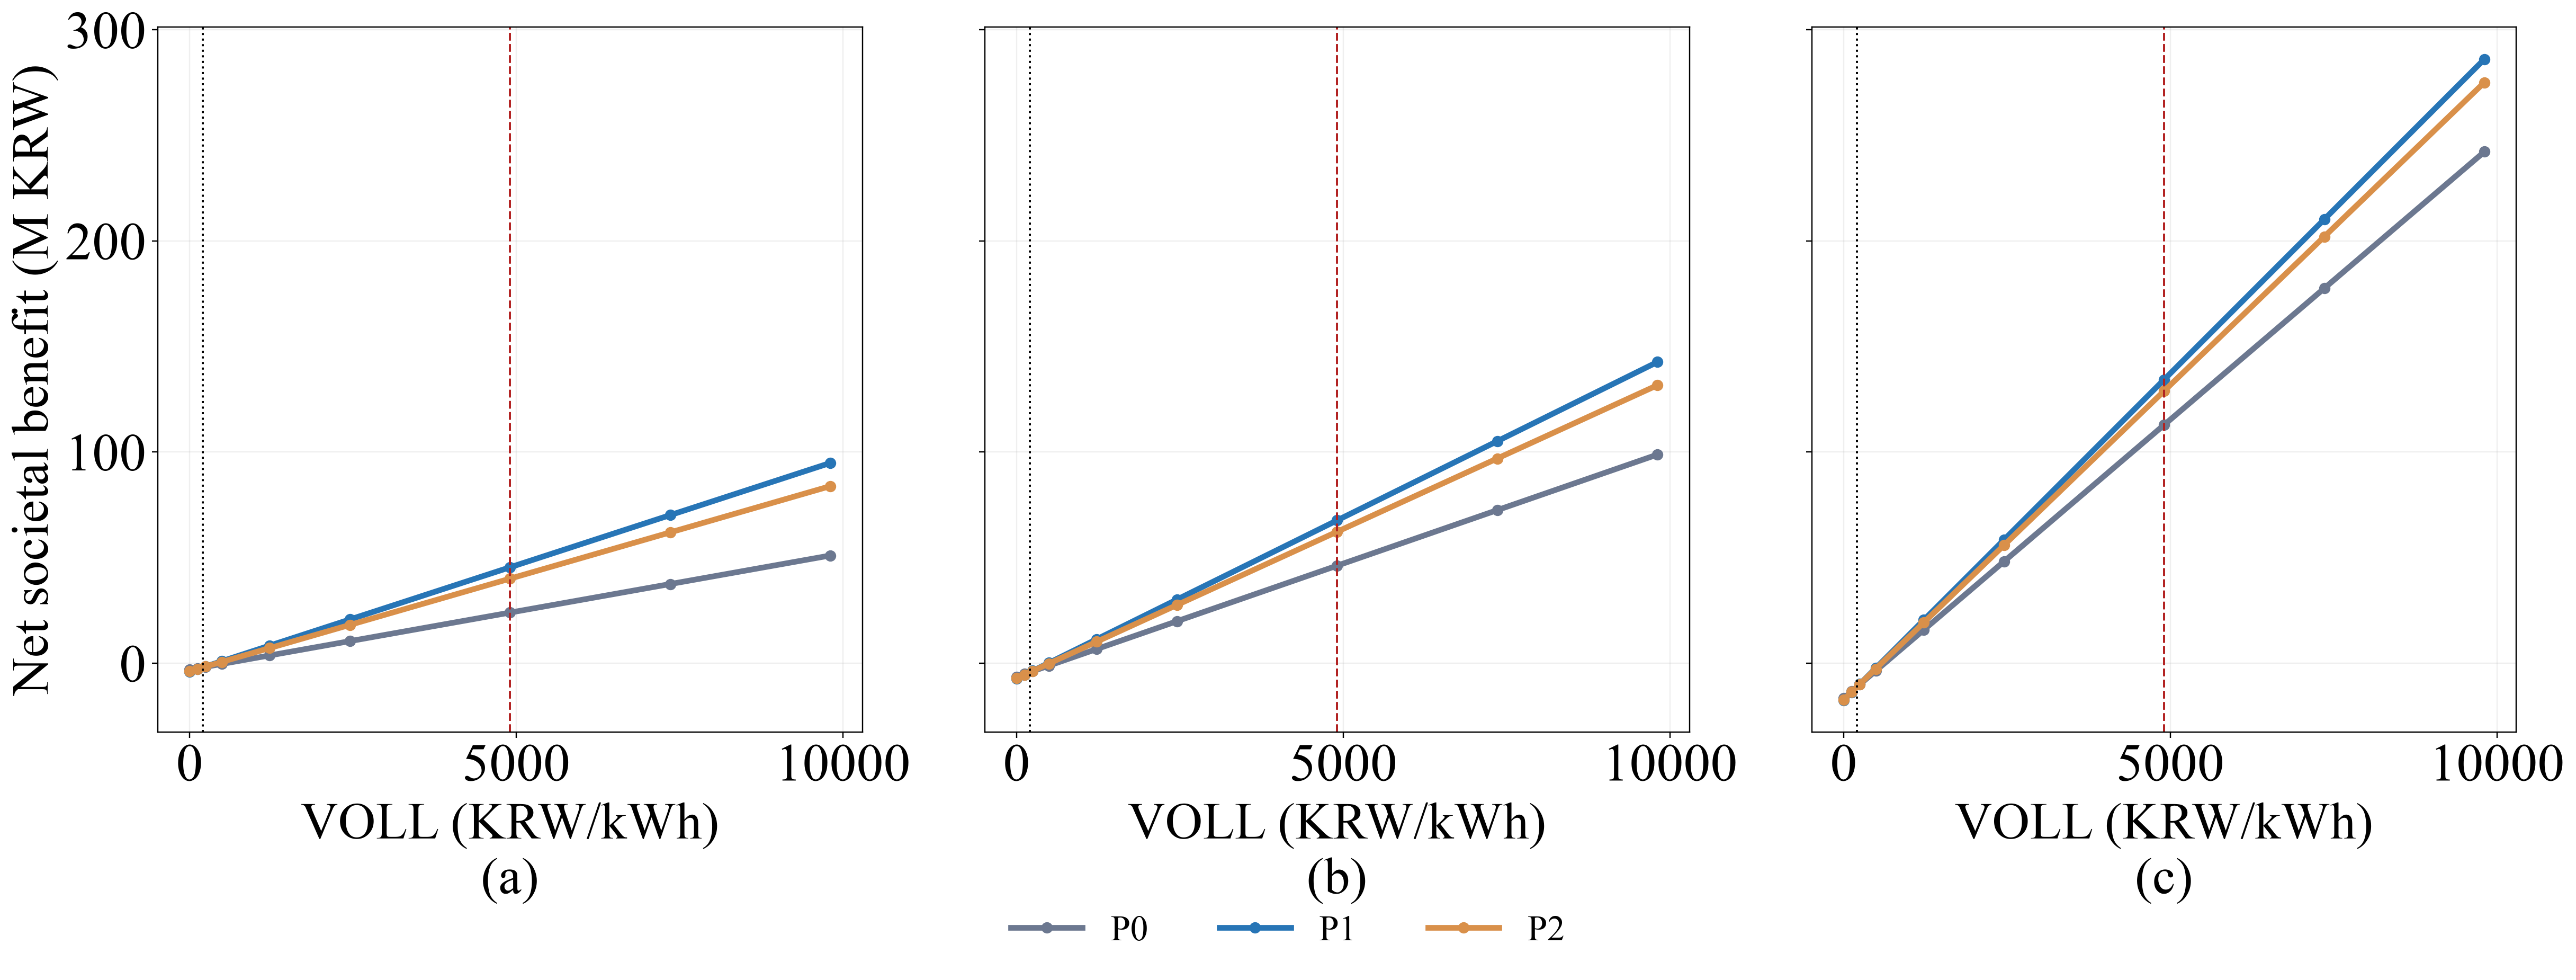 Net societal benefit (M KRW)
300
200
100
0
0 5000 10000
0 5000 10000
0 5000 10000
VOLL (KRW/kWh)
VOLL (KRW/kWh)
VOLL (KRW/kWh)
(a)
(b)
(c)
P0 P1 P2